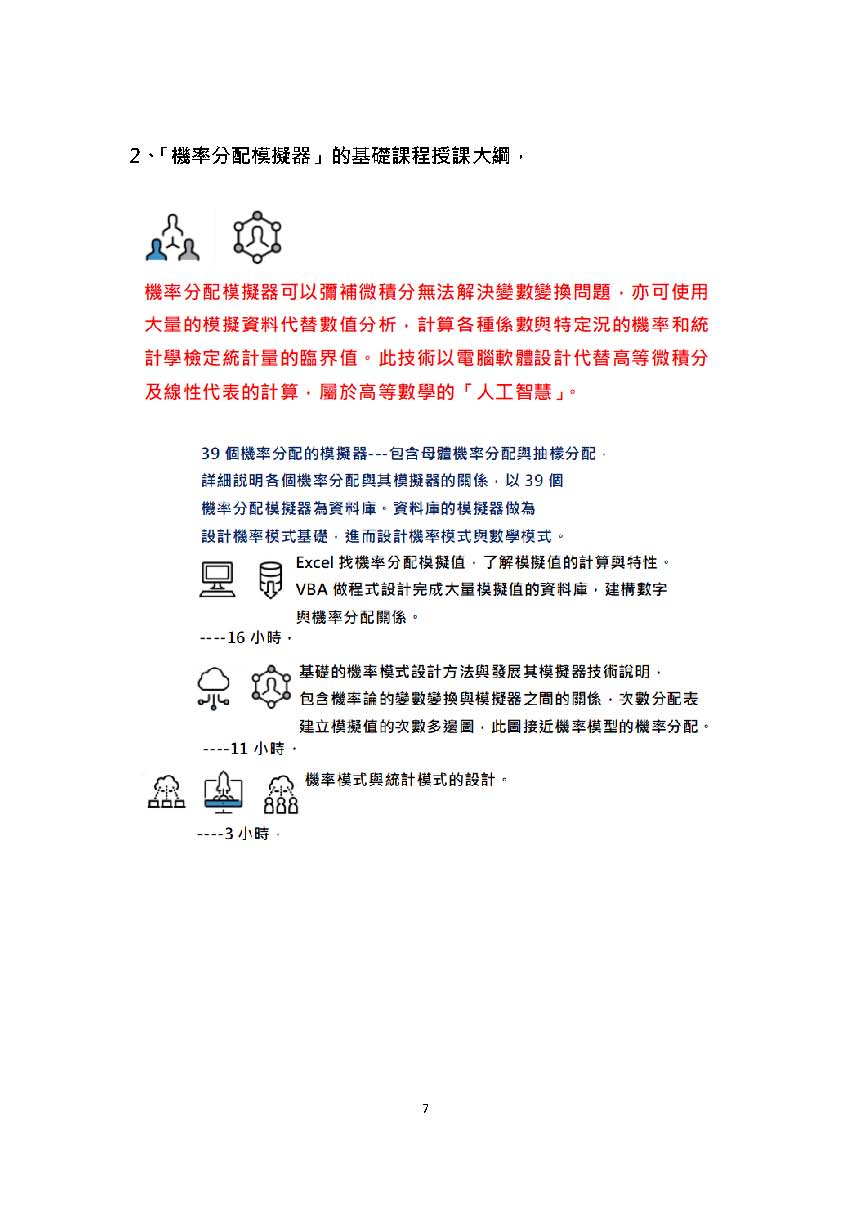 2、「機率分配模擬器」的基礎課程授課大綱，
機率分配模擬器可以彌補微積分無法解決變數變換問題，亦可使用
大量的模擬資料代替數值分析，計算各種係數與特定況的機率和統
計學檢定統計量的臨界值。此技術以電腦軟體設計代替高等微積分
及線性代表的計算，屬於高等數學的「人工智慧」。
39 個機率分配的模擬器---包含母體機率分配與抽樣分配，
詳細說明各個機率分配與其模擬器的關係，以 39 個
機率分配模擬器為資料庫。資料庫的模擬器做為
設計機率模式基礎，進而設計機率模式與數學模式。
Excel 找機率分配模擬值，了解模擬值的計算與特性。
VBA 做程式設計完成大量模擬值的資料庫，建構數字
與機率分配關係。
----16 小時，
基礎的機率模式設計方法與發展其模擬器技術說明，
包含機率論的變數變換與模擬器之間的關係，次數分配表
建立模擬值的次數多邊圖，此圖接近機率模型的機率分配。
----11 小時，
機率模式與統計模式的設計。
----3 小時，
7